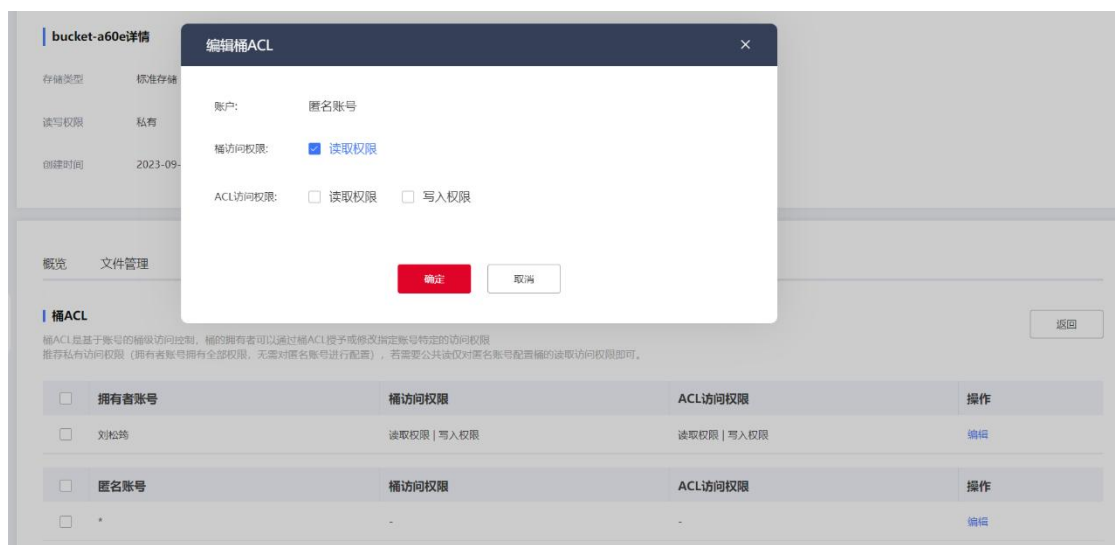 bucket-a60e详情
编辑桶ACL
存储类型 标准存储
账户: 匿名账号
读写权限 私有
桶访问权限: 读取权限
创建时间 2023-09-
ACL访问权限: 读取权限 写入权限
概览 文件管理
确定 取消
桶ACL
返回
桶ACL是基于账号的桶级访问控制,桶的拥有者可以通过桶ACL授予或修改指定账号特定的访问权限
推荐私有访问权限(拥有者账号拥有全部权限,无需对匿名账号进行配置),若需要公共读仅对匿名账号配置桶的读取访问权限即可。
拥有者账号 桶访问权限 ACL访问权限 操作
刘松筠 读取权限 | 写入权限 读取权限 | 写入权限 编辑
匿名账号 桶访问权限 ACL访问权限 操作
* - - 编辑